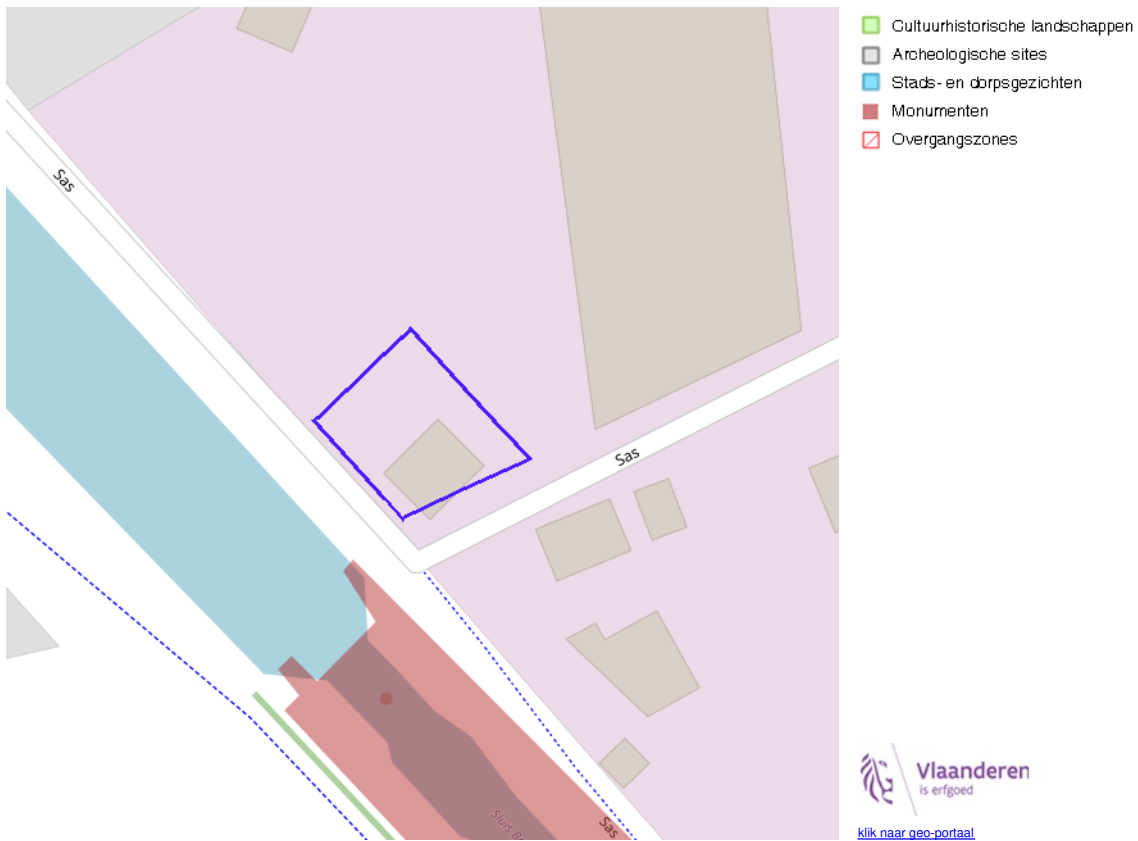 Cultuurhistorische landschappen
Archeologische sites
Stads- en dorpsgezichten
Monumenten
Overgangszones
Sas
Sas
Sluis
Sas
Vlaanderen
is erfgoed
klik naar geo-portaal